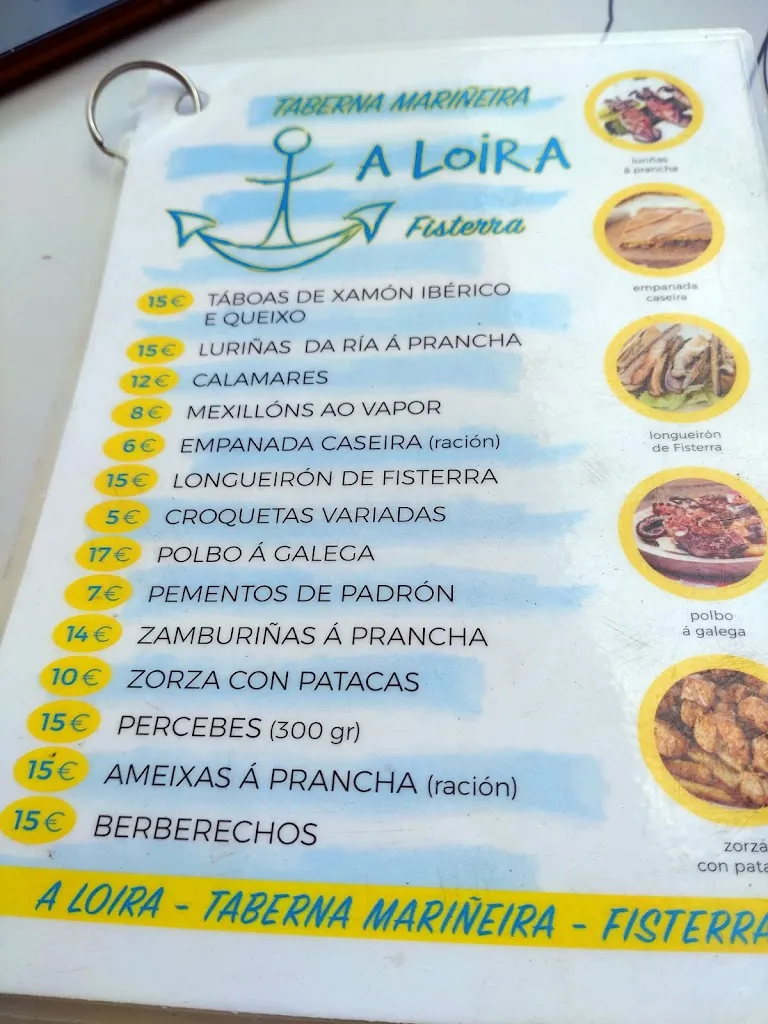 TABERNA MARIÑEIRA
A LOIRA
Fisterra
15€ TÁBOAS DE XAMÓN IBÉRICO
E QUEIXO
15€ LURIÑAS DA RÍA Á PRANCHA
12€ CALAMARES
8€ MEXILLÓNS AO VAPOR
6€ EMPANADA CASEIRA (ración)
15€ LONGUEIRÓN DE FISTERRA
5€ CROQUETAS VARIADAS
17€ POLBO Á GALEGA
7€ PEMENTOS DE PADRÓN
14€ ZAMBURIÑAS Á PRANCHA
10€ ZORZA CON PATACAS
15€ PERCEBES (300 gr)
15€ AMEIXAS Á PRANCHA (ración)
15€ BERBERECHOS
luriñas
á prancha
empanada
caseira
longueirón
de Fisterra
polbo
á galega
zorza
con pata
A LOIRA - TABERNA MARIÑEIRA - FISTERRA